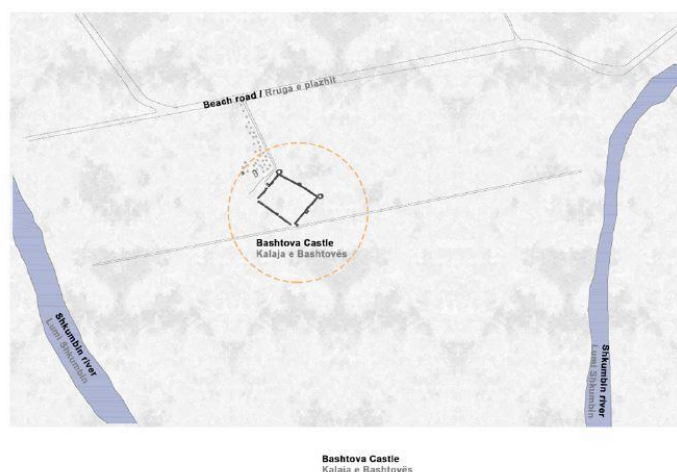 Beach road / Rruga e plazhit
Bashtova Castle
Kalaja e Bashtovës
Shkumbin river
Lumi Shkumbin
Shkumbin river
Lumi Shkumbin
Bashtova Castle
Kalaja e Bashtovës